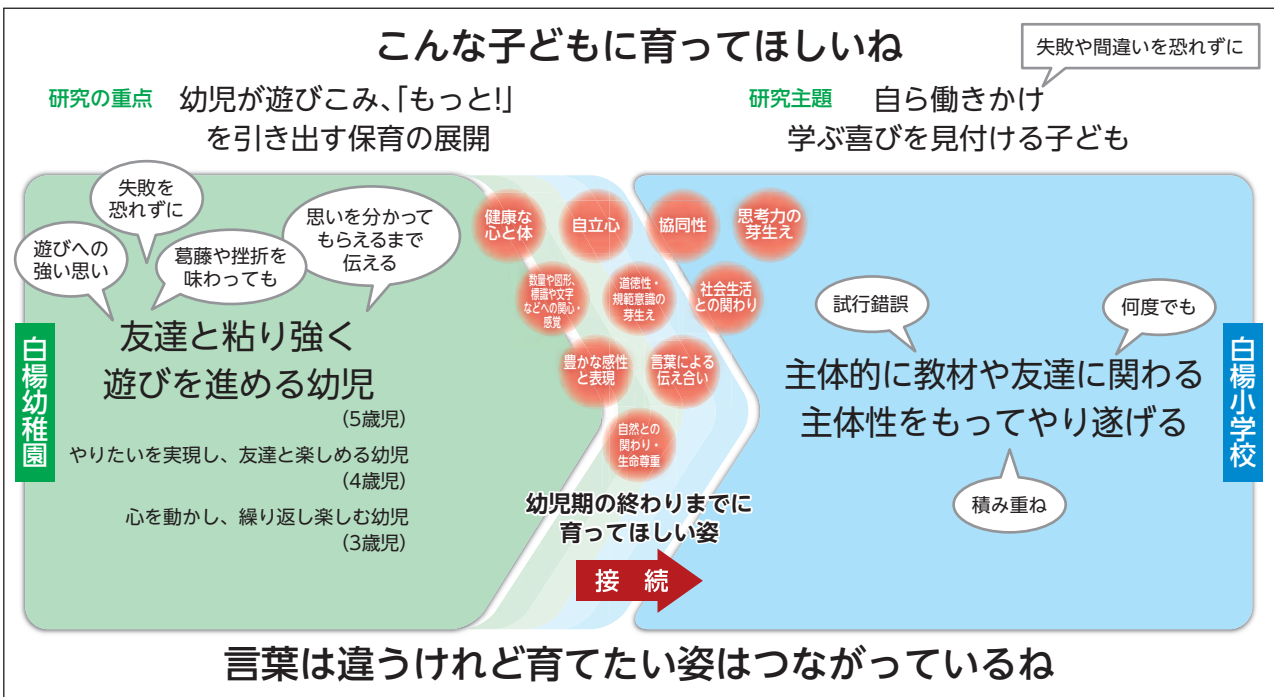 こんな子どもに育ってほしいね
失敗や間違いを恐れずに
研究の重点
幼児が遊びこみ、「もっと!」
を引き出す保育の展開
研究主題
自ら働きかけ
学ぶ喜びを見付ける子ども
遊びへの
強い思い
失敗を
恐れずに
葛藤や挫折を
味わっても
思いを分かって
もらえるまで
伝える
白楊幼稚園
友達と粘り強く
遊びを進める幼児
(5歳児)
やりたいを実現し、友達と楽しめる幼児
(4歳児)
心を動かし、繰り返し楽しむ幼児
(3歳児)
健康な
心と体
自立心
協同性
思考力の
芽生え
数量や図形、
標識や文字
などへの関心・
感覚
道徳性・
規範意識の
芽生え
社会生活
との関わり
豊かな感性
と表現
言葉による
伝え合い
自然との
関わり・
生命尊重
幼児期の終わりまでに
育ってほしい姿
接 続
試行錯誤
何度でも
主体的に教材や友達に関わる
主体性をもってやり遂げる
積み重ね
白楊小学校
言葉は違うけれど育てたい姿はつながっているね